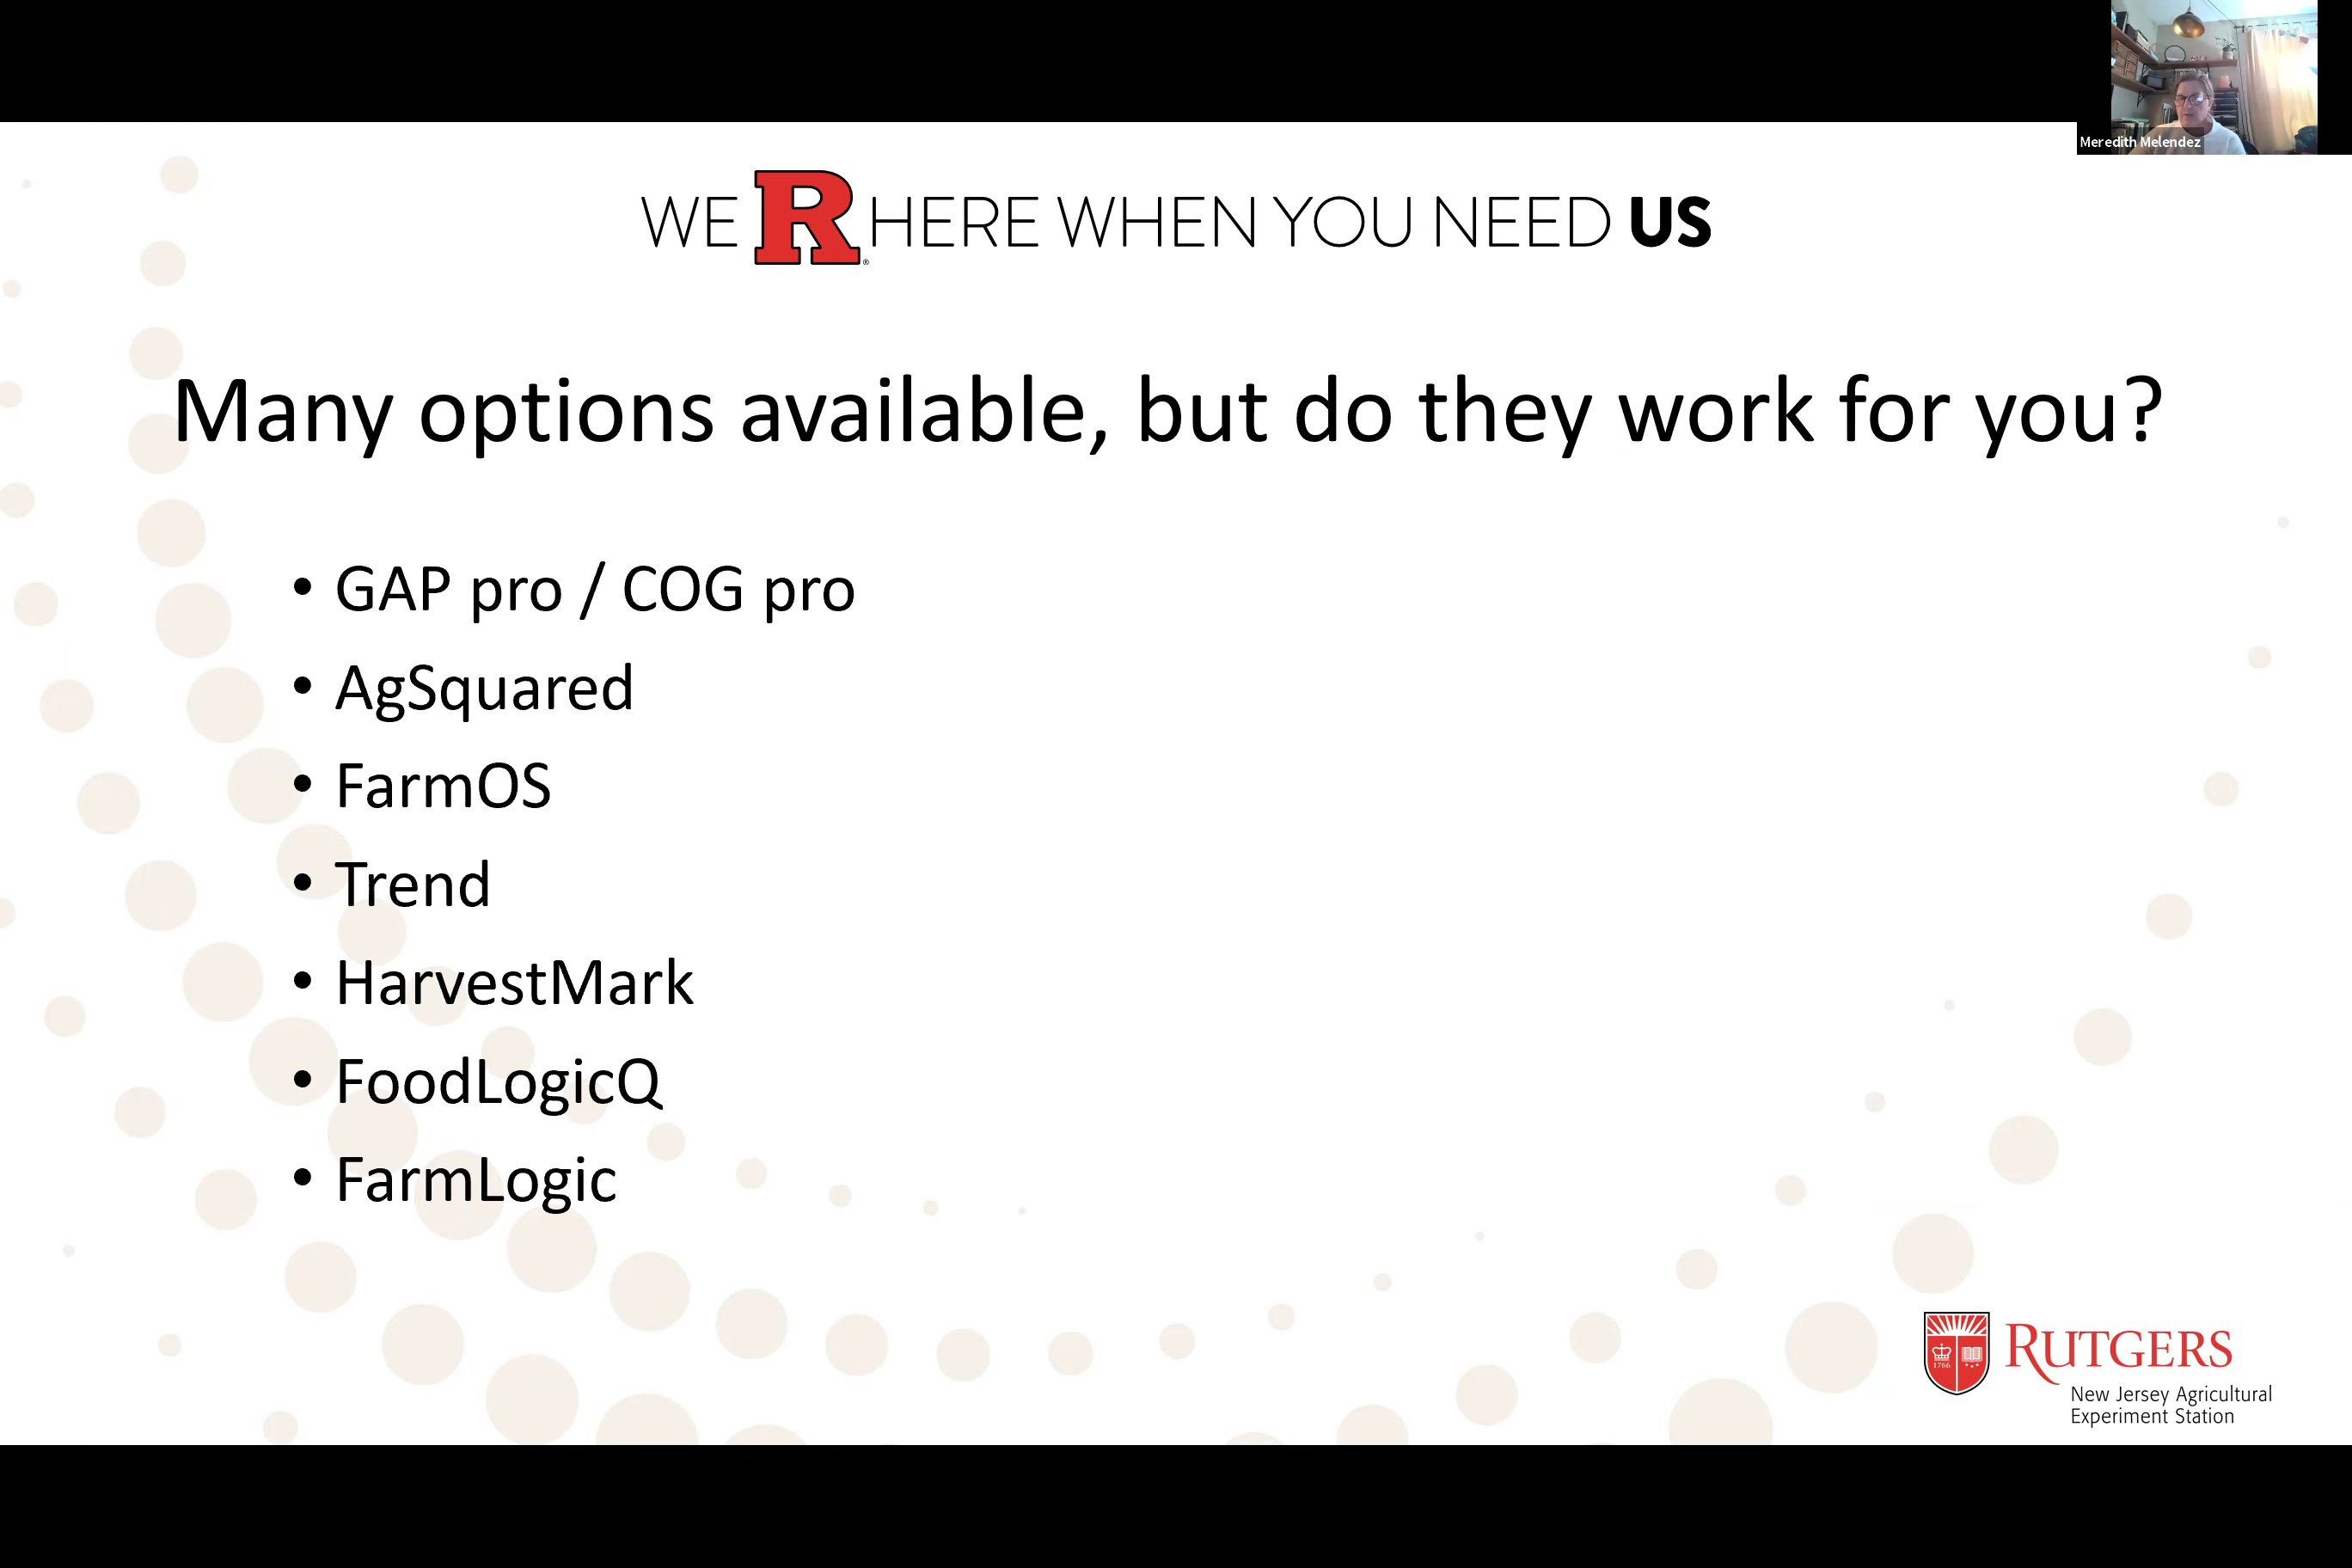 Meredith Melendez
WE R HERE WHEN YOU NEED US
Many options available, but do they work for you?
• GAP pro / COG pro
• AgSquared
• FarmOS
• Trend
• HarvestMark
• FoodLogicQ
• FarmLogic
1766
RUTGERS
New Jersey Agricultural
Experiment Station